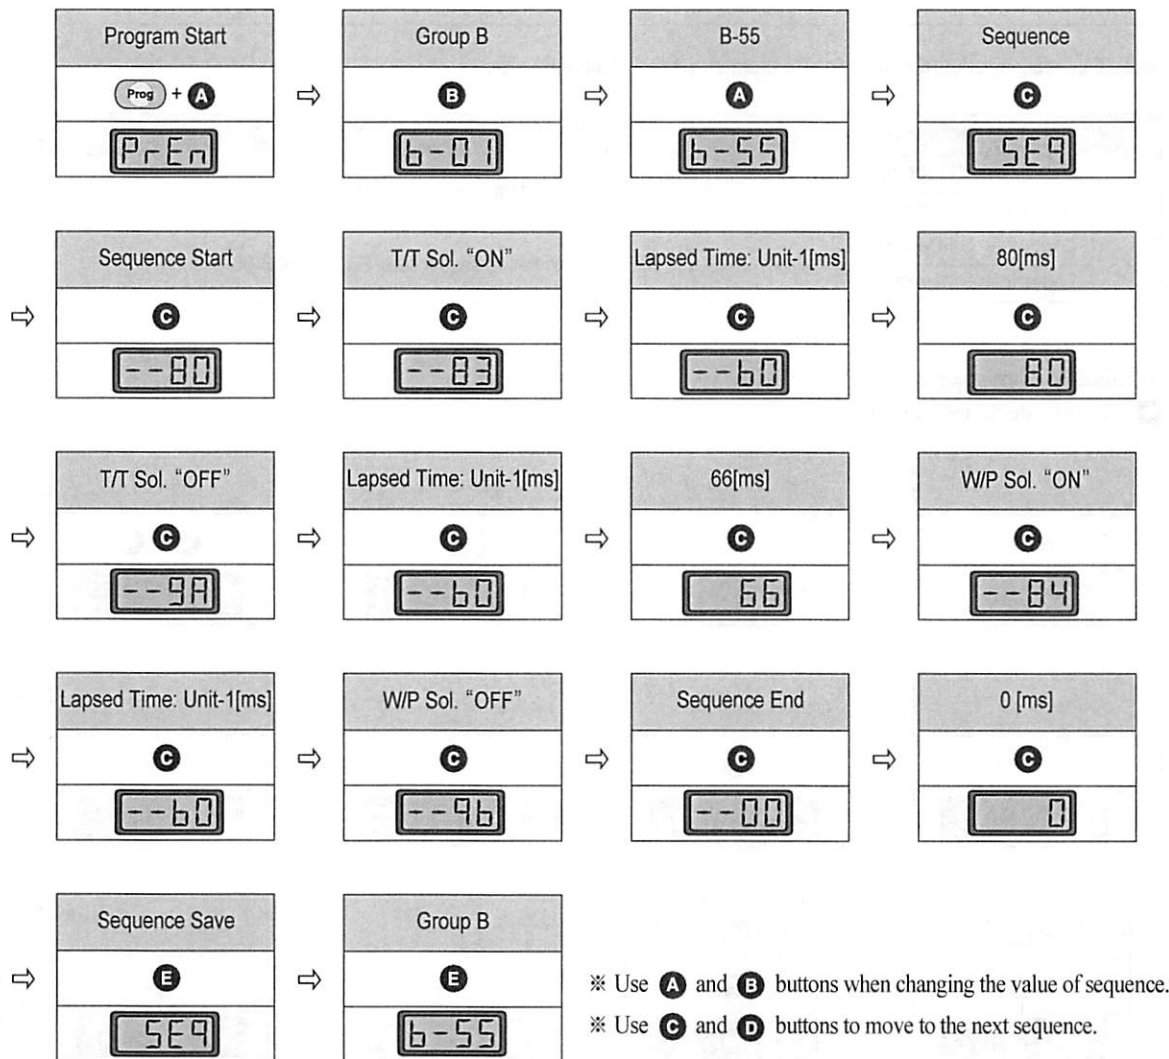 Program Start
Group B
B-55
Sequence
Prog + A
⇨
B
⇨
A
⇨
C
PrEn
b-01
b-55
SEq
Sequence Start
T/T Sol. “ON”
Lapsed Time: Unit-1[ms]
80[ms]
⇨
C
⇨
C
⇨
C
⇨
C
--80
--83
--b0
80
T/T Sol. “OFF”
Lapsed Time: Unit-1[ms]
66[ms]
W/P Sol. “ON”
⇨
C
⇨
C
⇨
C
⇨
C
--9A
--b0
66
--84
Lapsed Time: Unit-1[ms]
W/P Sol. “OFF”
Sequence End
0 [ms]
⇨
C
⇨
C
⇨
C
⇨
C
--b0
--9b
--00
0
Sequence Save
Group B
⇨
E
⇨
E
SEq
b-55
※ Use A and B buttons when changing the value of sequence.
※ Use C and D buttons to move to the next sequence.